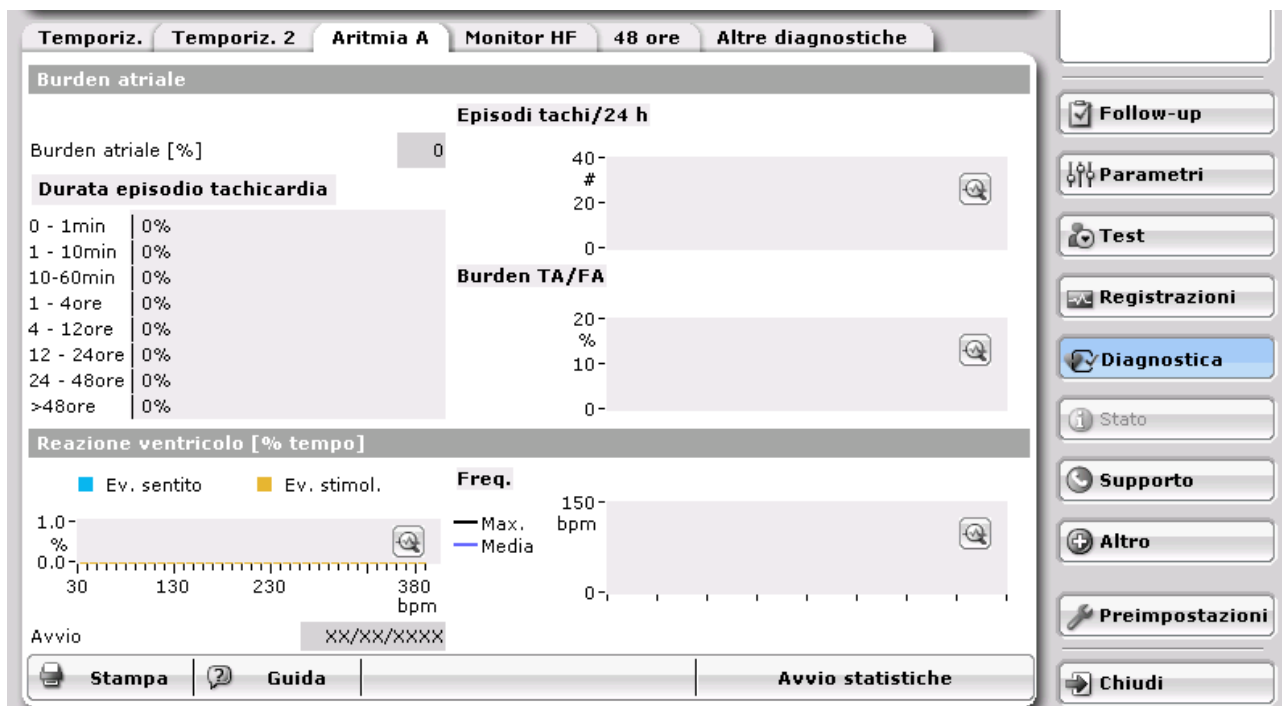 Temporiz. Temporiz. 2 Aritmia A Monitor HF 48 ore Altre diagnostiche
Burden atriale
Burden atriale [%] 0
Durata episodio tachicardia
0 - 1min 0%
1 - 10min 0%
10-60min 0%
1 - 4ore 0%
4 - 12ore 0%
12 - 24ore 0%
24 - 48ore 0%
>48ore 0%
Episodi tachi/24 h
40
#
20
0
Burden TA/FA
20
%
10
0
Reazione ventricolo [% tempo]
Ev. sentito Ev. stimol.
1.0
%
0.0
30 130 230 380
bpm
Avvio XX/XX/XXXX
Freq.
Max.
Media
150
bpm
0
Stampa Guida Avvio statistiche
Follow-up
Parametri
Test
Registrazioni
Diagnostica
Stato
Supporto
Altro
Preimpostazioni
Chiudi